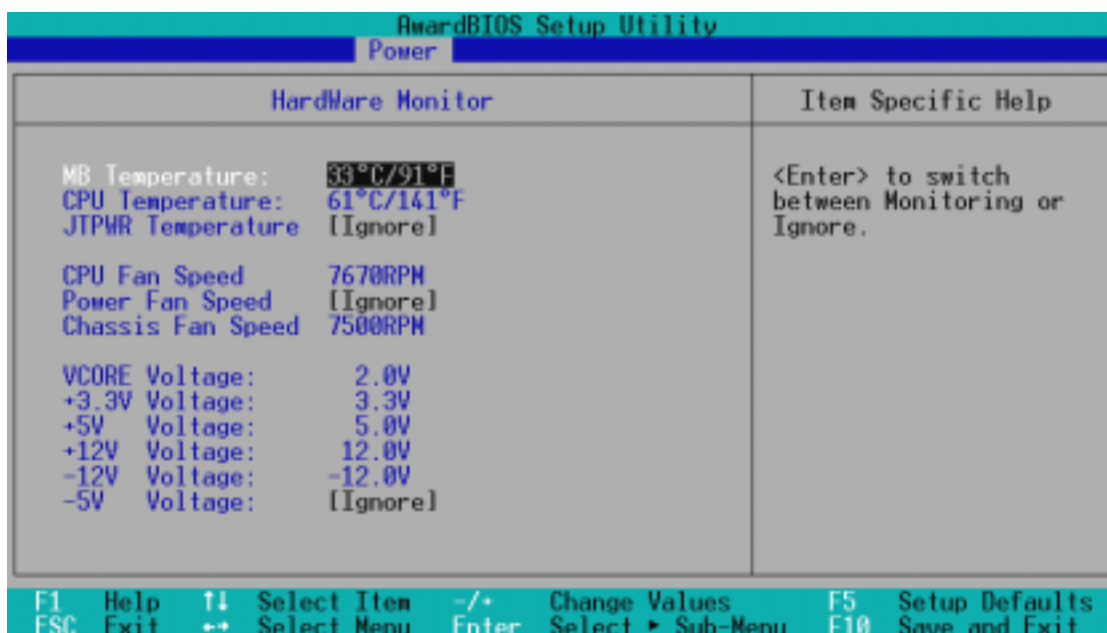 AwardBIOS Setup Utility
Power
HardWare Monitor
Item Specific Help
MB Temperature: 33°C/91°F
CPU Temperature: 61°C/141°F
JTPWR Temperature [Ignore]
CPU Fan Speed 7670RPM
Power Fan Speed [Ignore]
Chassis Fan Speed 7500RPM
VCORE Voltage: 2.0V
+3.3V Voltage: 3.3V
+5V Voltage: 5.0V
+12V Voltage: 12.0V
-12V Voltage: -12.0V
-5V Voltage: [Ignore]
<Enter> to switch
between Monitoring or
Ignore.
F1 Help ↑↓ Select Item -/+ Change Values F5 Setup Defaults
ESC Exit ←→ Select Menu Enter Select ► Sub-Menu F10 Save and Exit